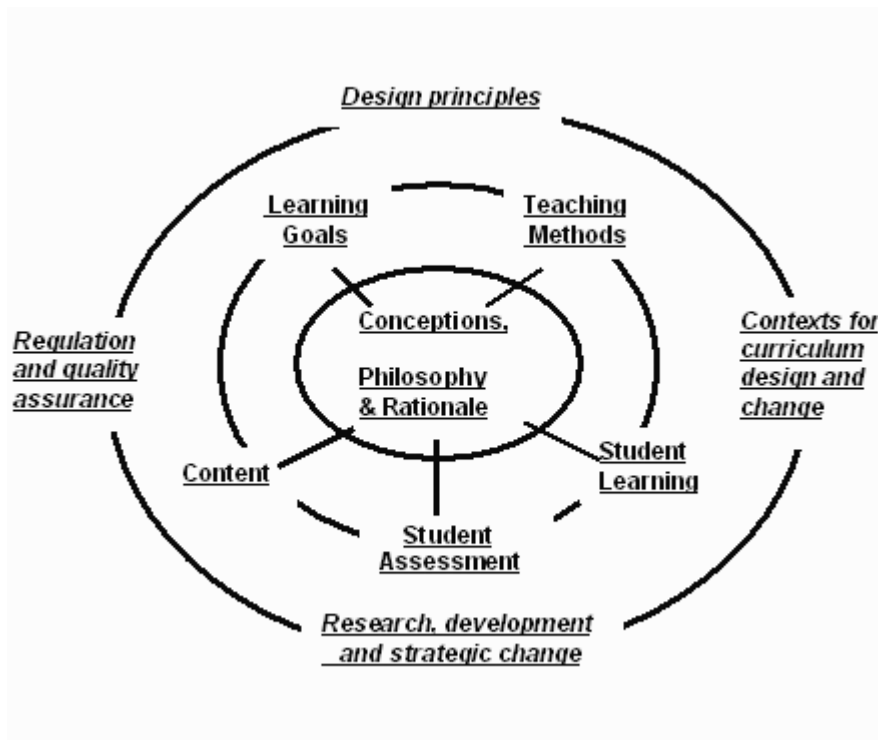 Design principles
Learning
Goals
Teaching
Methods
Conceptions,
Philosophy
& Rationale
Regulation
and quality
assurance
Contexts for
curriculum
design and
change
Content
Student
Learning
Student
Assessment
Research, development
and strategic change